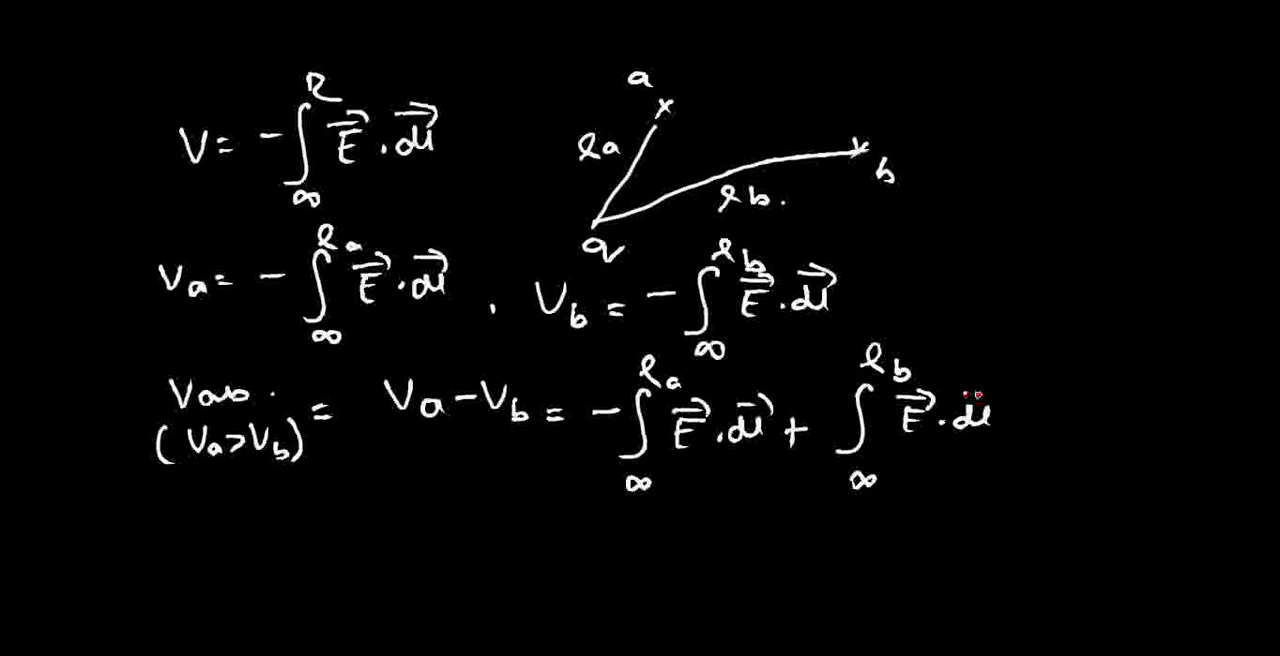 V = -∫_∞^R E⃗ . dl⃗
a
la
b
lb.
q
Va = -∫_∞^la E⃗ . dl⃗ , Vb = -∫_∞^lb E⃗ . dl⃗
Vab. = Va - Vb = -∫_∞^la E⃗ . dl⃗ + ∫_∞^lb E⃗ . dl
(Va > Vb)